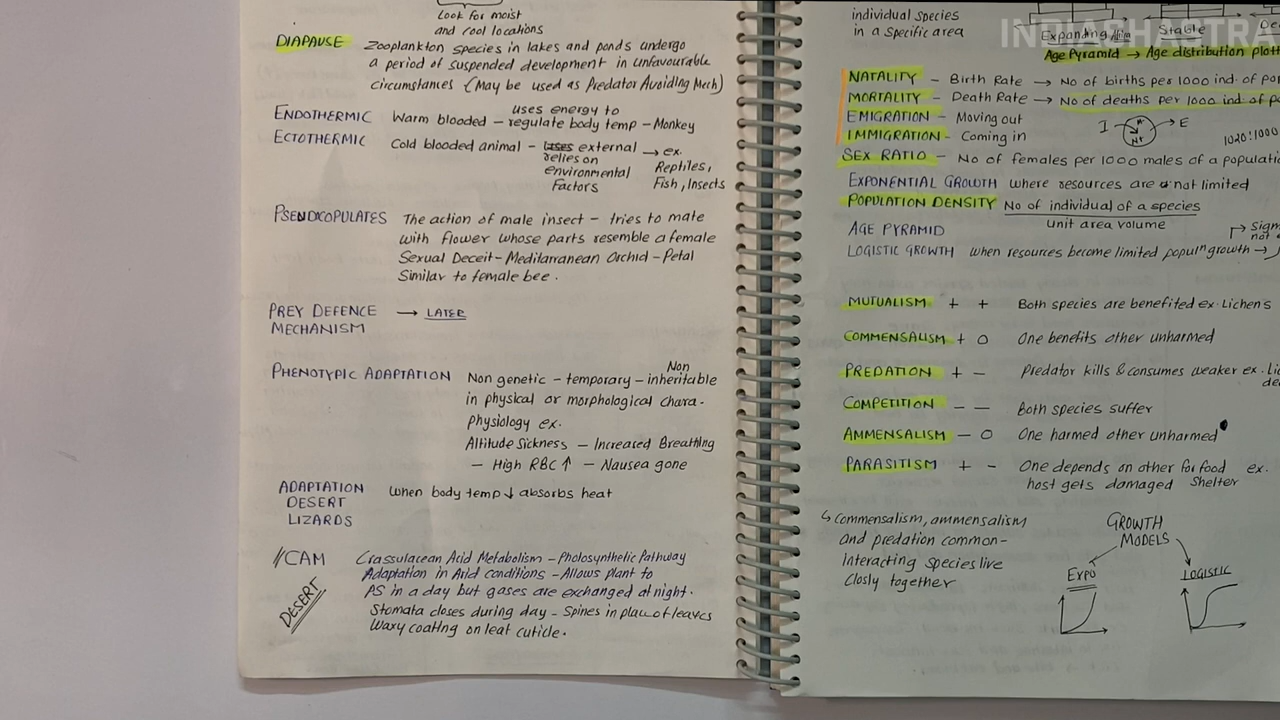 Look for moist
and cool locations
DIAPAUSE Zooplankton species in lakes and ponds undergo
a period of suspended development in unfavourable
circumstances (May be used as Predator Avoiding Mech)
uses energy to
ENDOTHERMIC Warm blooded – regulate body temp – Monkey
ECTOTHERMIC Cold blooded animal – uses external → ex.
relies on
environmental Reptiles,
Factors Fish, Insects
PSENDICOPULATES The action of male insect – tries to mate
with flower whose parts resemble a female
Sexual Deceit – Meditarranean Orchid – Petal
Similar to female bee.
PREY DEFENCE → LATER
MECHANISM
Non
PHENOTYPIC ADAPTATION Non genetic – temporary – inheritable
in physical or morphological chara.
physiology ex.
Altitude Sickness – Increased Breathing
– High RBC ↑ – Nausea gone
ADAPTATION When body temp ↓ absorbs heat
DESERT
LIZARDS
//CAM Crassulacean Acid Metabolism – Photosynthetic Pathway
Adaptation in Arid conditions – Allows plant to
DESERT PS in a day but gases are exchanged at night.
Stomata closes during day – Spines in place of leaves
Waxy coating on leaf cuticle.
individual species
in a Specific area
INDIASHASTRA
Expanding Stable De
Age Pyramid → Age distribution plott
NATALITY – Birth Rate → No of births per 1000 ind. of po
MORTALITY – Death Rate → No of deaths per 1000 ind of p
EMIGRATION – Moving out
IMMIGRATION – Coming in I → E 1020:1000
SEX RATIO – No of females per 1000 males of a populati
EXPONENTIAL GROWTH where resources are not limited
POPULATION DENSITY No of individual of a species
Unit area volume
AGE PYRAMID → Sigm
not
LOGISTIC GROWTH when resources become limited populⁿ growth →
MUTUALISM + + Both species are benefited ex. Lichens
COMMENSALISM + 0 One benefits other unharmed
PREDATION + – Predator kills & consumes weaker ex. Li
de
COMPETITION – – Both species suffer
AMMENSALISM – 0 One harmed other unharmed
PARASITISM + – One depends on other for food ex.
host gets damaged Shelter
↳ commensalism, ammensalism
and predation common–
interacting species live
closly together
GROWTH
MODELS
EXPO LOGISTIC